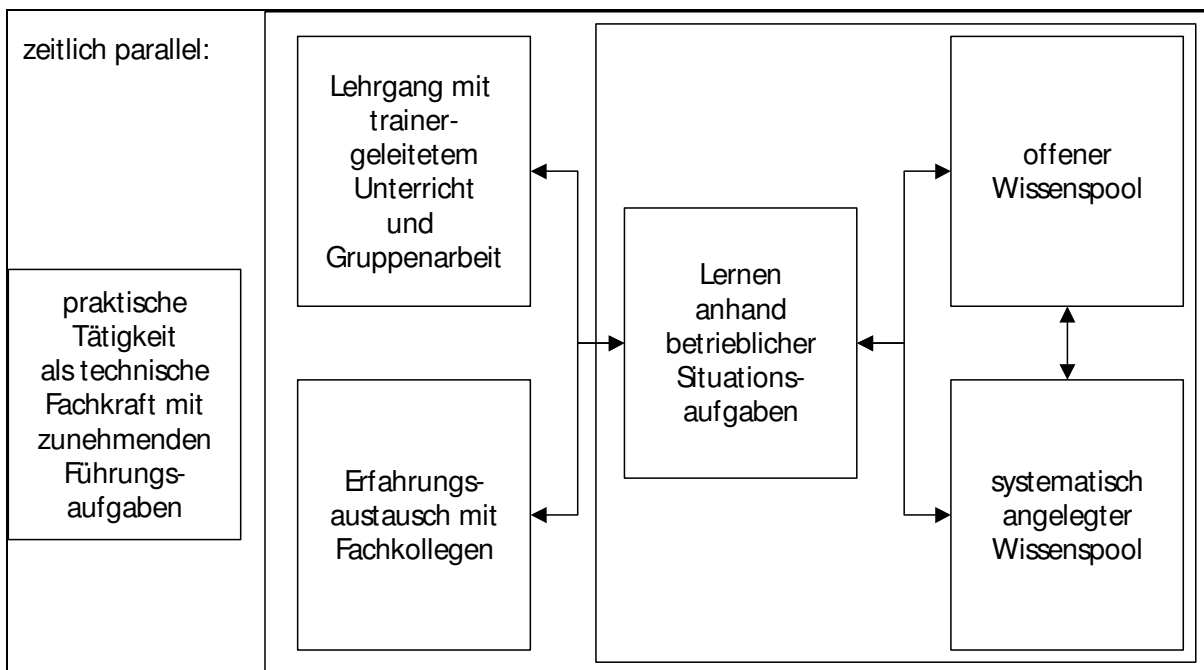 zeitlich parallel:
praktische
Tätigkeit
als technische
Fachkraft mit
zunehmenden
Führungs-
aufgaben
Lehrgang mit
trainer-
geleitetem
Unterricht
und
Gruppenarbeit
Erfahrungs-
austausch mit
Fachkollegen
Lernen
anhand
betrieblicher
Situations-
aufgaben
offener
Wissenspool
systematisch
angelegter
Wissenspool